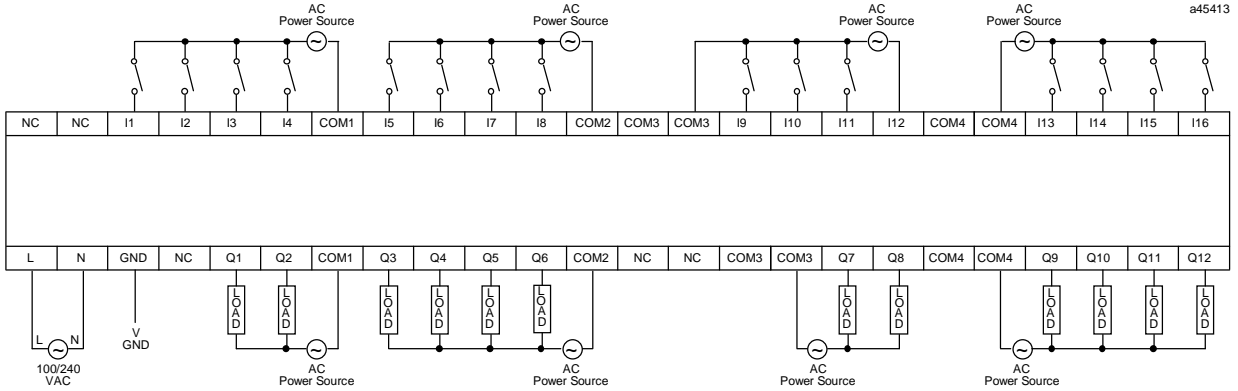 AC
Power Source
AC
Power Source
AC
Power Source
AC
Power Source
a45413
NC NC I1 I2 I3 I4 COM1 I5 I6 I7 I8 COM2 COM3 COM3 I9 I10 I11 I12 COM4 COM4 I13 I14 I15 I16
L N GND NC Q1 Q2 COM1 Q3 Q4 Q5 Q6 COM2 NC NC COM3 COM3 Q7 Q8 COM4 COM4 Q9 Q10 Q11 Q12
LOAD LOAD LOAD LOAD LOAD LOAD LOAD LOAD LOAD LOAD LOAD LOAD
L N
V
GND
100/240
VAC
AC
Power Source
AC
Power Source
AC
Power Source
AC
Power Source